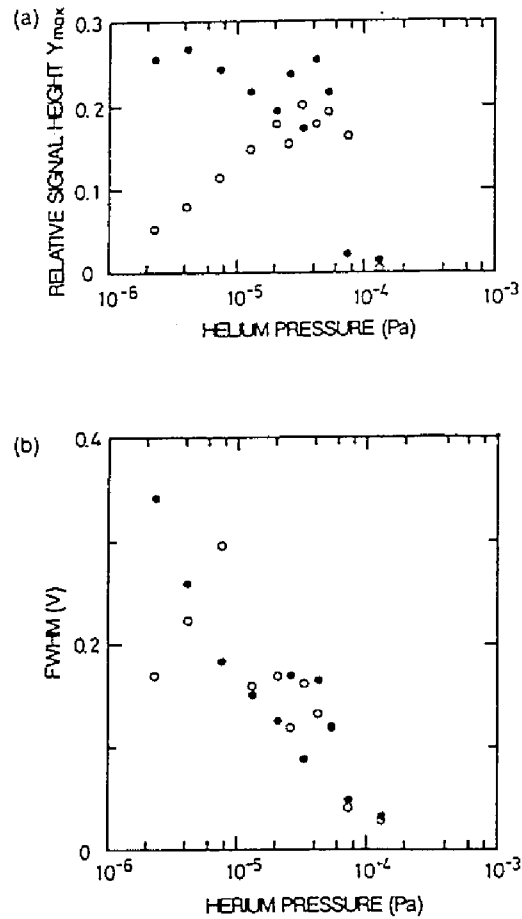 (a)
RELATIVE SIGNAL HEIGHT Ymax
0.3
0.2
0.1
0
10-6
10-5
10-4
10-3
HELIUM PRESSURE (Pa)
(b)
FWHM (V)
0.4
0.2
0
10-6
10-5
10-4
10-3
HERIUM PRESSURE (Pa)